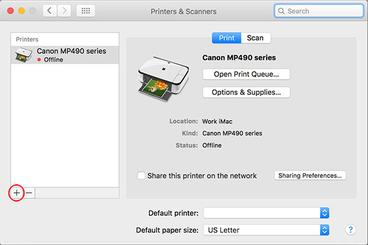 Printers & Scanners
Search
Printers
Canon MP490 series
Offline
Print
Scan
Canon MP490 series
Open Print Queue...
Options & Supplies...
Location: Work iMac
Kind: Canon MP490 series
Status: Offline
Share this printer on the network
Sharing Preferences...
+ −
Default printer:
Default paper size: US Letter
?